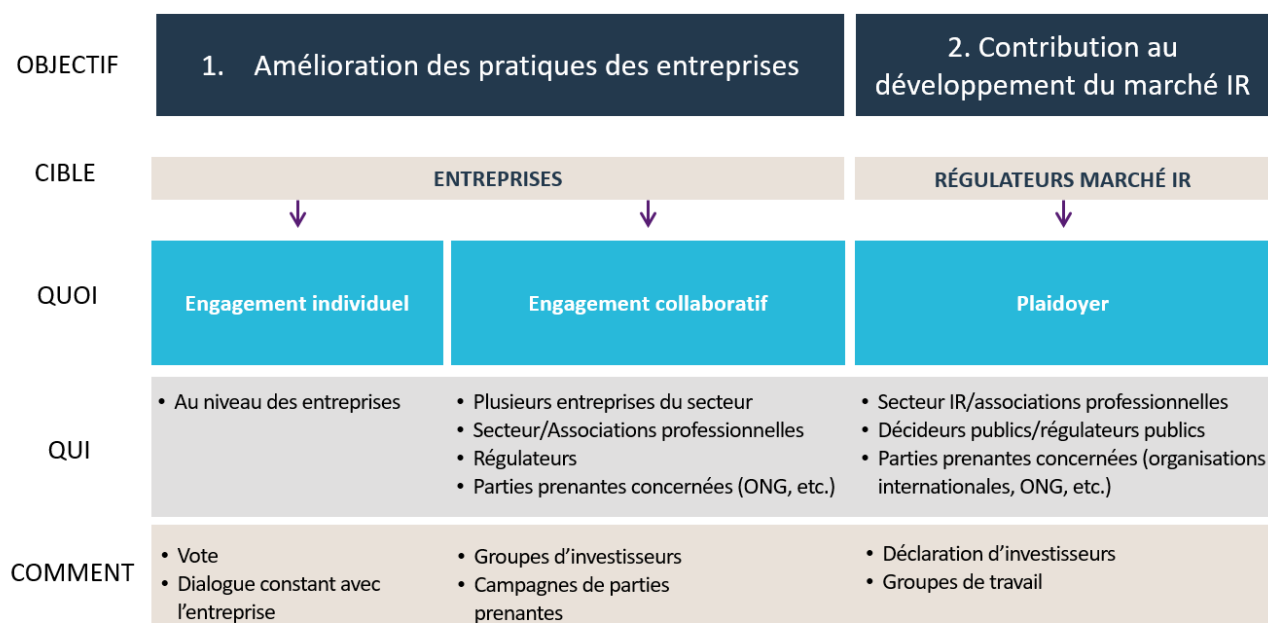 OBJECTIF
1. Amélioration des pratiques des entreprises
2. Contribution au
développement du marché IR
CIBLE
ENTREPRISES
RÉGULATEURS MARCHÉ IR
QUOI
Engagement individuel
Engagement collaboratif
Plaidoyer
QUI
• Au niveau des entreprises
• Plusieurs entreprises du secteur
• Secteur/Associations professionnelles
• Régulateurs
• Parties prenantes concernées (ONG, etc.)
• Secteur IR/associations professionnelles
• Décideurs publics/régulateurs publics
• Parties prenantes concernées (organisations
internationales, ONG, etc.)
COMMENT
• Vote
• Dialogue constant avec
l’entreprise
• Groupes d’investisseurs
• Campagnes de parties
prenantes
• Déclaration d’investisseurs
• Groupes de travail